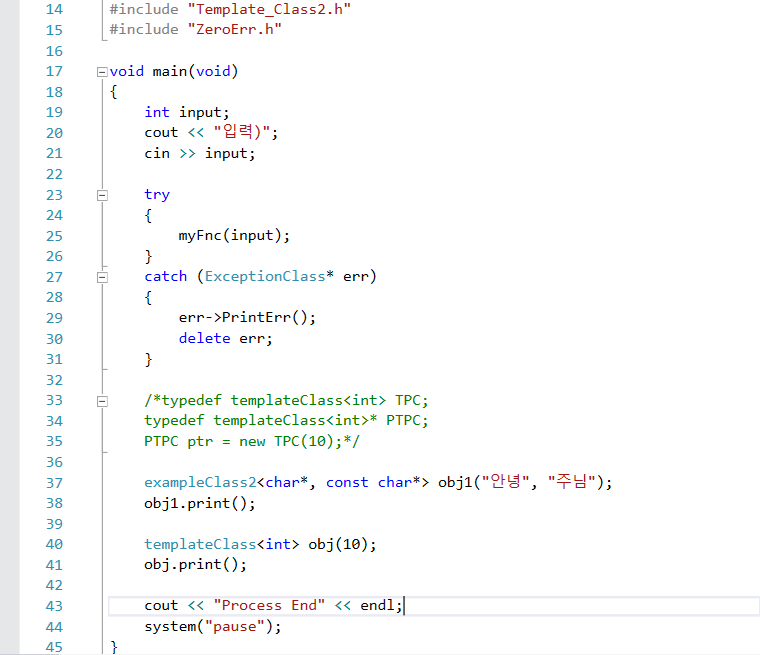 14 #include "Template_Class2.h"
15 #include "ZeroErr.h"
16
17 void main(void)
18 {
19 int input;
20 cout << "입력)";
21 cin >> input;
22
23 try
24 {
25 myFnc(input);
26 }
27 catch (ExceptionClass* err)
28 {
29 err->PrintErr();
30 delete err;
31 }
32
33 /*typedef templateClass<int> TPC;
34 typedef templateClass<int>* PTPC;
35 PTPC ptr = new TPC(10);*/
36
37 exampleClass2<char*, const char*> obj1("안녕", "주님");
38 obj1.print();
39
40 templateClass<int> obj(10);
41 obj.print();
42
43 cout << "Process End" << endl;
44 system("pause");
45 }